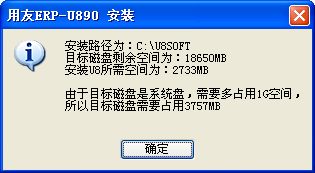 用友ERP-U890 安装
安装路径为：C:\U8SOFT
目标磁盘剩余空间为：18650MB
安装U8所需空间为：2733MB
由于目标磁盘是系统盘，需要多占用1G空间，
所以目标磁盘需要占用3757MB
确定